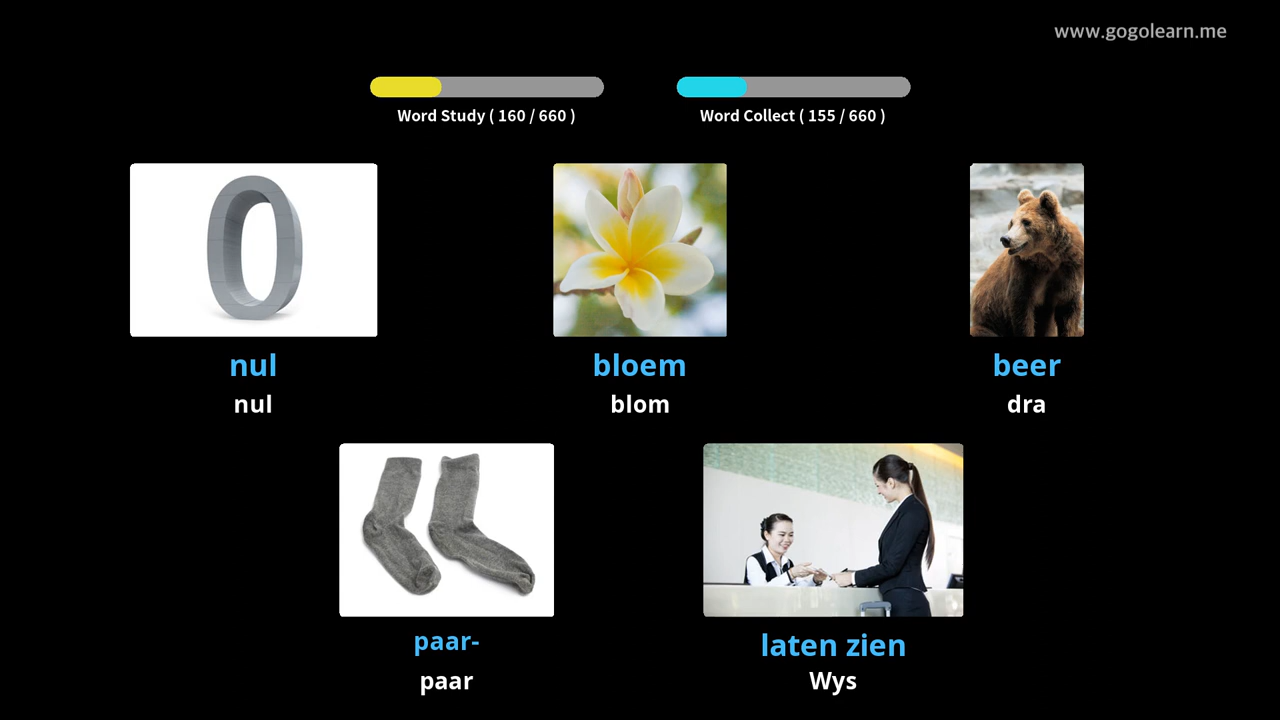 www.gogolearn.me
Word Study ( 160 / 660 )
Word Collect ( 155 / 660 )
0
nul
nul
bloem
blom
beer
dra
paar-
paar
laten zien
Wys